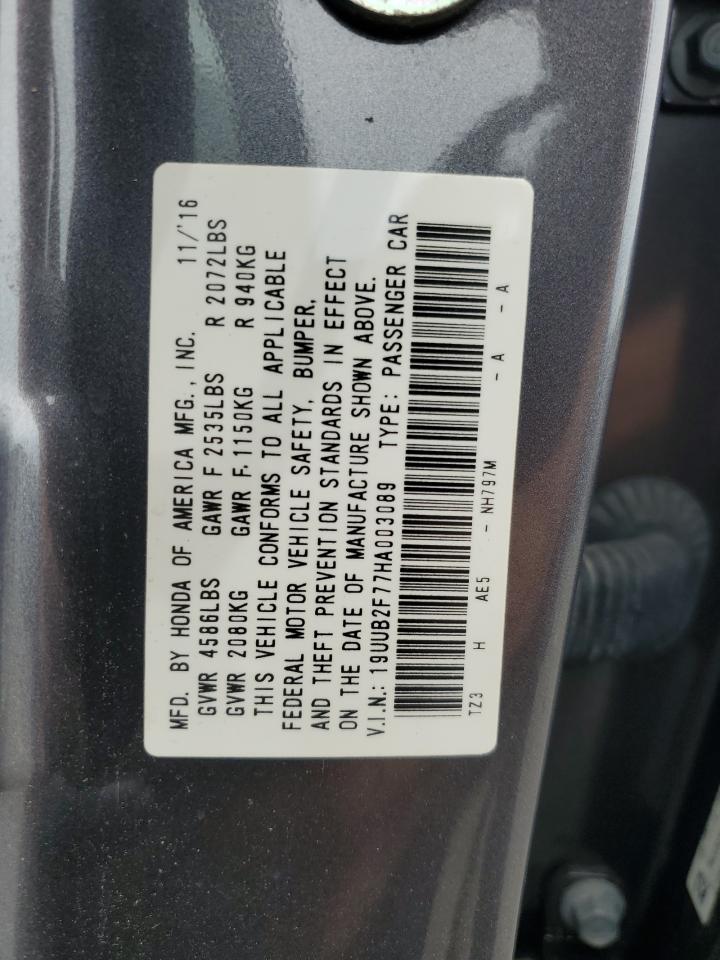 MFD. BY HONDA OF AMERICA MFG., INC. 11/'16
GVWR 4586LBS GAWR F 2535LBS R 2072LBS
GVWR 2080KG GAWR F 1150KG R 940KG
THIS VEHICLE CONFORMS TO ALL APPLICABLE
FEDERAL MOTOR VEHICLE SAFETY, BUMPER,
AND THEFT PREVENTION STANDARDS IN EFFECT
ON THE DATE OF MANUFACTURE SHOWN ABOVE.
V.I.N.: 19UUB2F77HA003089 TYPE: PASSENGER CAR
TZ3 H AE5 - NH797M - A - A